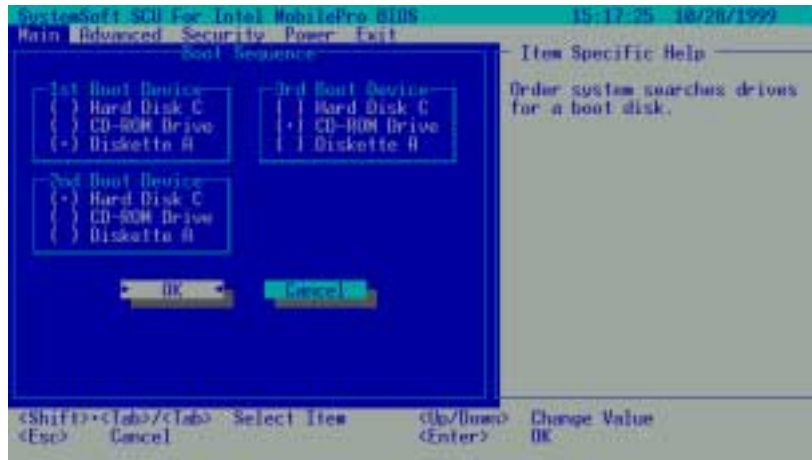 SystemSoft SCU For Intel MobilePro BIOS 15:17:25 10/28/1999
Main Advanced Security Power Exit
Boot Sequence
Item Specific Help
Order system searches drives
for a boot disk.
1st Boot Device
( ) Hard Disk C
( ) CD-ROM Drive
(•) Diskette A
3rd Boot Device
( ) Hard Disk C
(•) CD-ROM Drive
( ) Diskette A
2nd Boot Device
(•) Hard Disk C
( ) CD-ROM Drive
( ) Diskette A
OK
Cancel
<Shift>+<Tab>/<Tab> Select Item <Up/Down> Change Value
<Esc> Cancel <Enter> OK